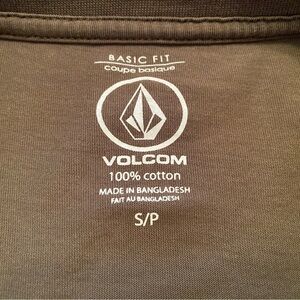 BASIC FIT
coupe basique
VOLCOM
100% cotton
MADE IN BANGLADESH
FAIT AU BANGLADESH
S/P